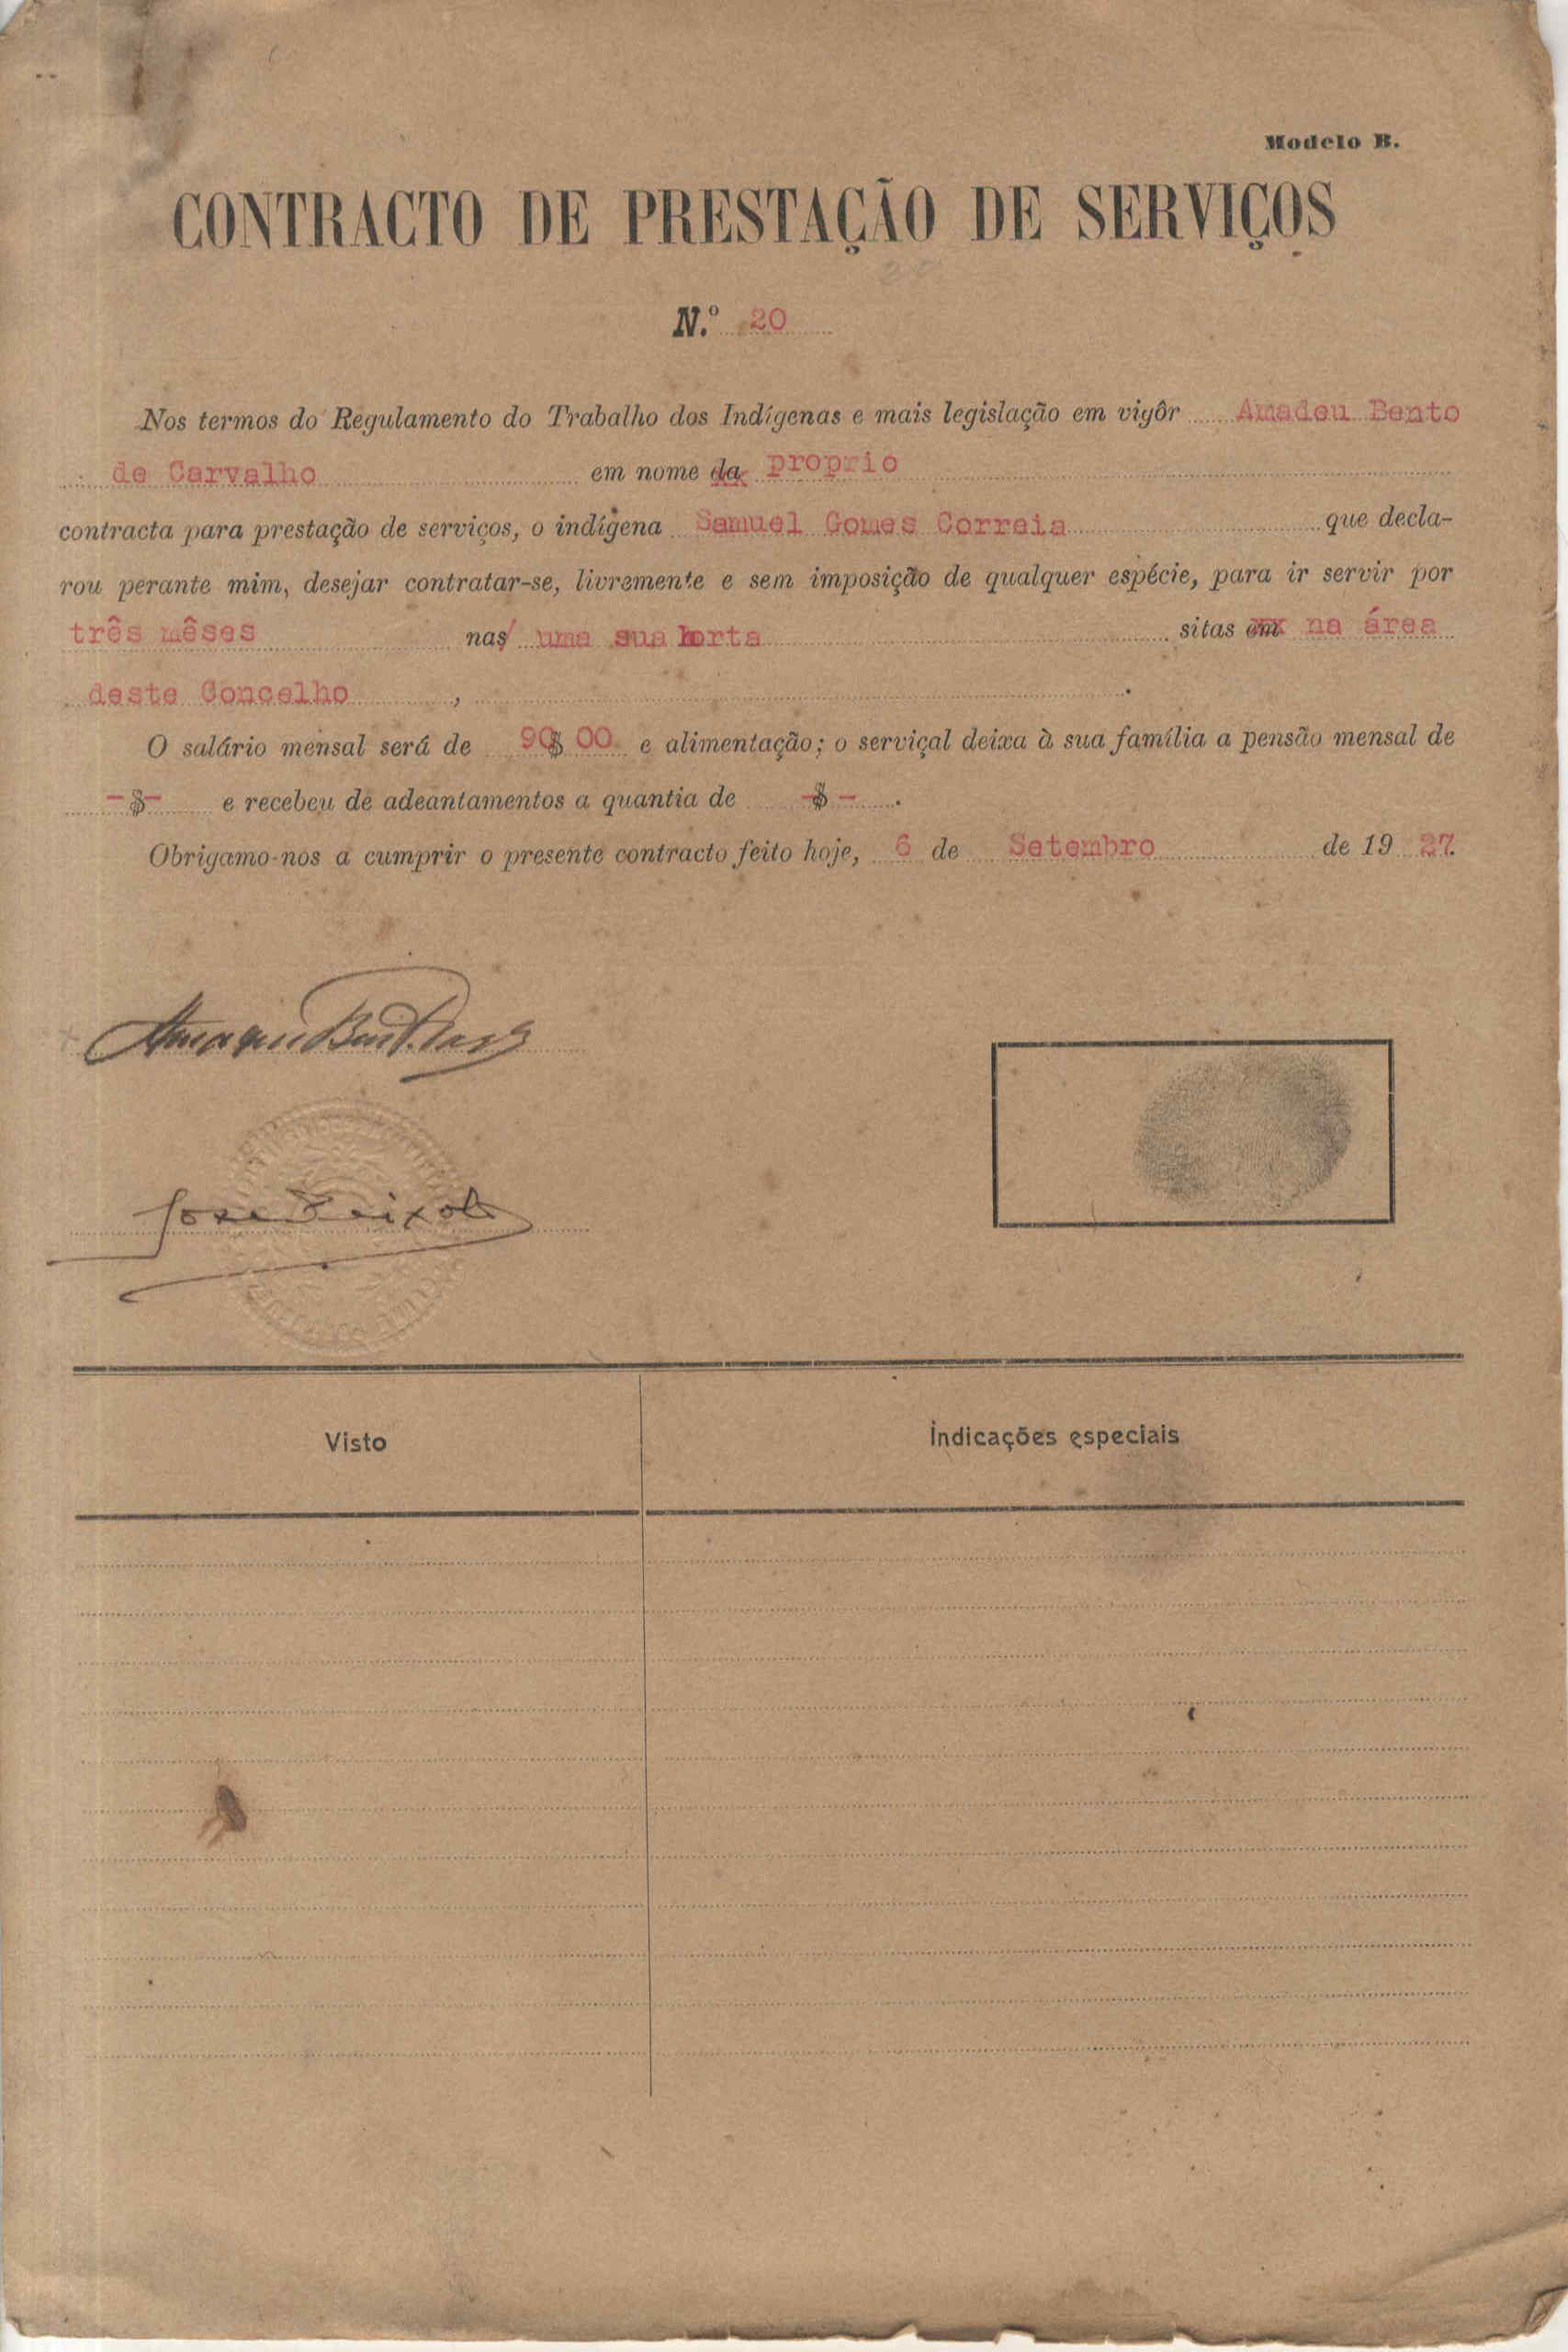 Modelo B.
CONTRACTO DE PRESTAÇÃO DE SERVIÇOS
N.º 20
Nos termos do Regulamento do Trabalho dos Indígenas e mais legislação em vigôr Amadeu Bento
de Carvalho em nome da proprio
contracta para prestação de serviços, o indígena Samuel Gomes Correia que decla-
rou perante mim, desejar contratar-se, livremente e sem imposição de qualquer espécie, para ir servir por
três mêses nas uma sua horta sitas em na área
deste Concelho ,  .
O salário mensal será de 90$00 e alimentação; o serviçal deixa à sua família a pensão mensal de
-$- e recebeu de adeantamentos a quantia de -$- .
Obrigamo-nos a cumprir o presente contracto feito hoje, 6 de Setembro de 1927.
Amadeu Bento
José Peixoto
Visto
Indicações especiais